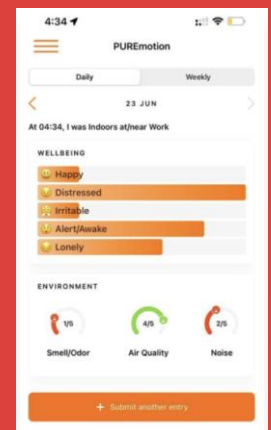 4:34
PUREmotion
Daily Weekly
23 JUN
At 04:34, I was Indoors at/near Work
WELLBEING
Happy
Distressed
Irritable
Alert/Awake
Lonely
ENVIRONMENT
1/5 4/5 2/5
Smell/Odor Air Quality Noise
+ Submit another entry